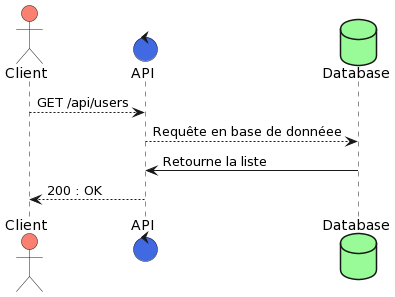 Client API Database
GET /api/users
Requête en base de donnéee
Retourne la liste
200 : OK
Client API Database